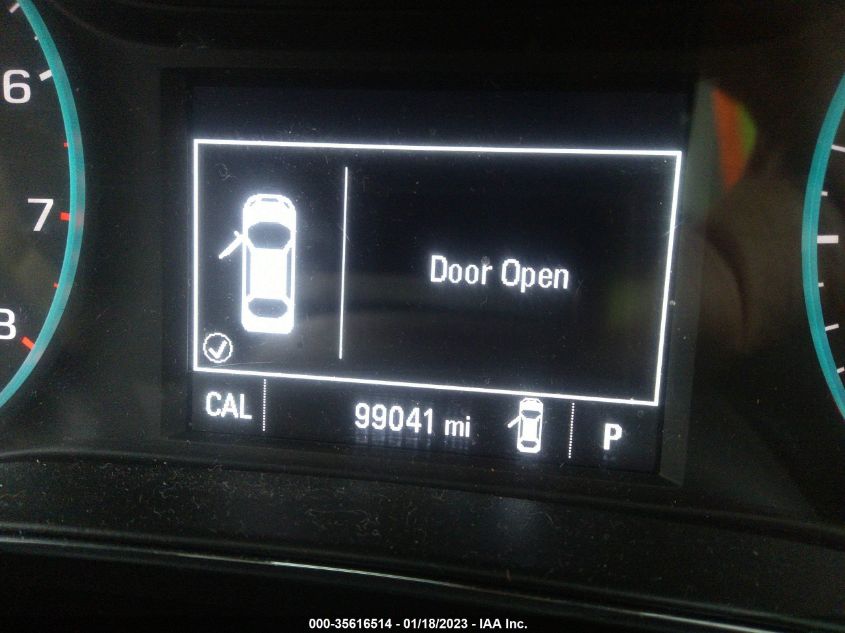 6
7
8
Door Open
CAL
99041 mi
P
000-35616514 - 01/18/2023 - IAA Inc.